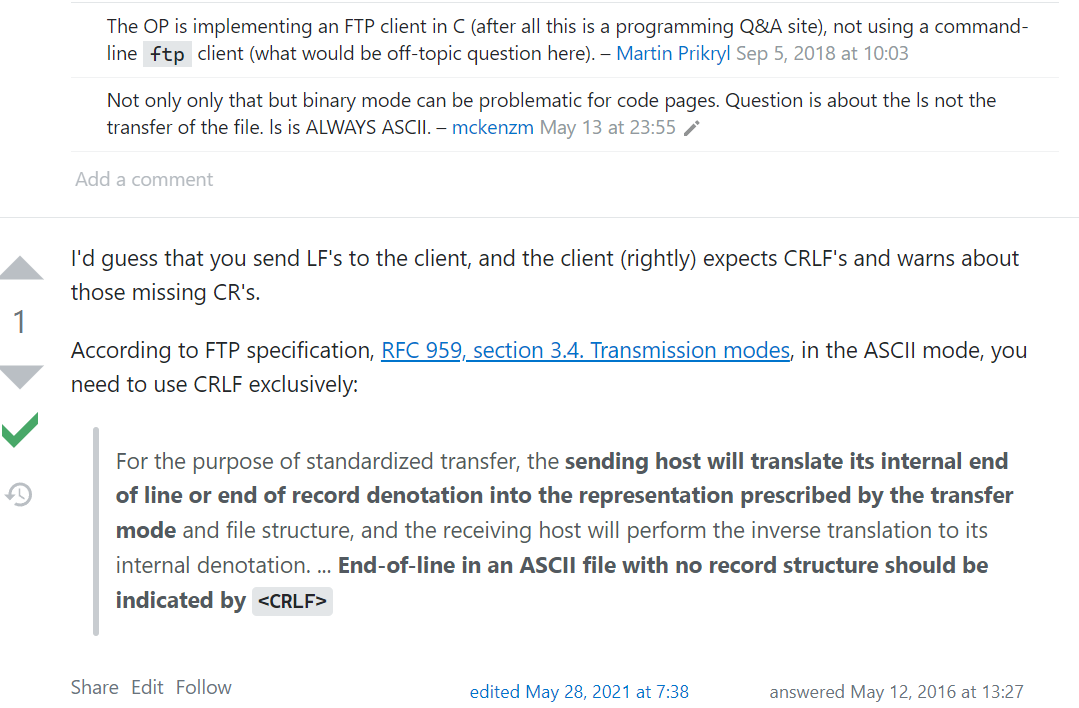 The OP is implementing an FTP client in C (after all this is a programming Q&A site), not using a command-
line ftp client (what would be off-topic question here). – Martin Prikryl Sep 5, 2018 at 10:03
Not only only that but binary mode can be problematic for code pages. Question is about the ls not the
transfer of the file. ls is ALWAYS ASCII. – mckenzm May 13 at 23:55
Add a comment
I'd guess that you send LF's to the client, and the client (rightly) expects CRLF's and warns about
those missing CR's.
1
According to FTP specification, RFC 959, section 3.4. Transmission modes, in the ASCII mode, you
need to use CRLF exclusively:
For the purpose of standardized transfer, the sending host will translate its internal end
of line or end of record denotation into the representation prescribed by the transfer
mode and file structure, and the receiving host will perform the inverse translation to its
internal denotation. ... End-of-line in an ASCII file with no record structure should be
indicated by <CRLF>
Share Edit Follow
edited May 28, 2021 at 7:38
answered May 12, 2016 at 13:27